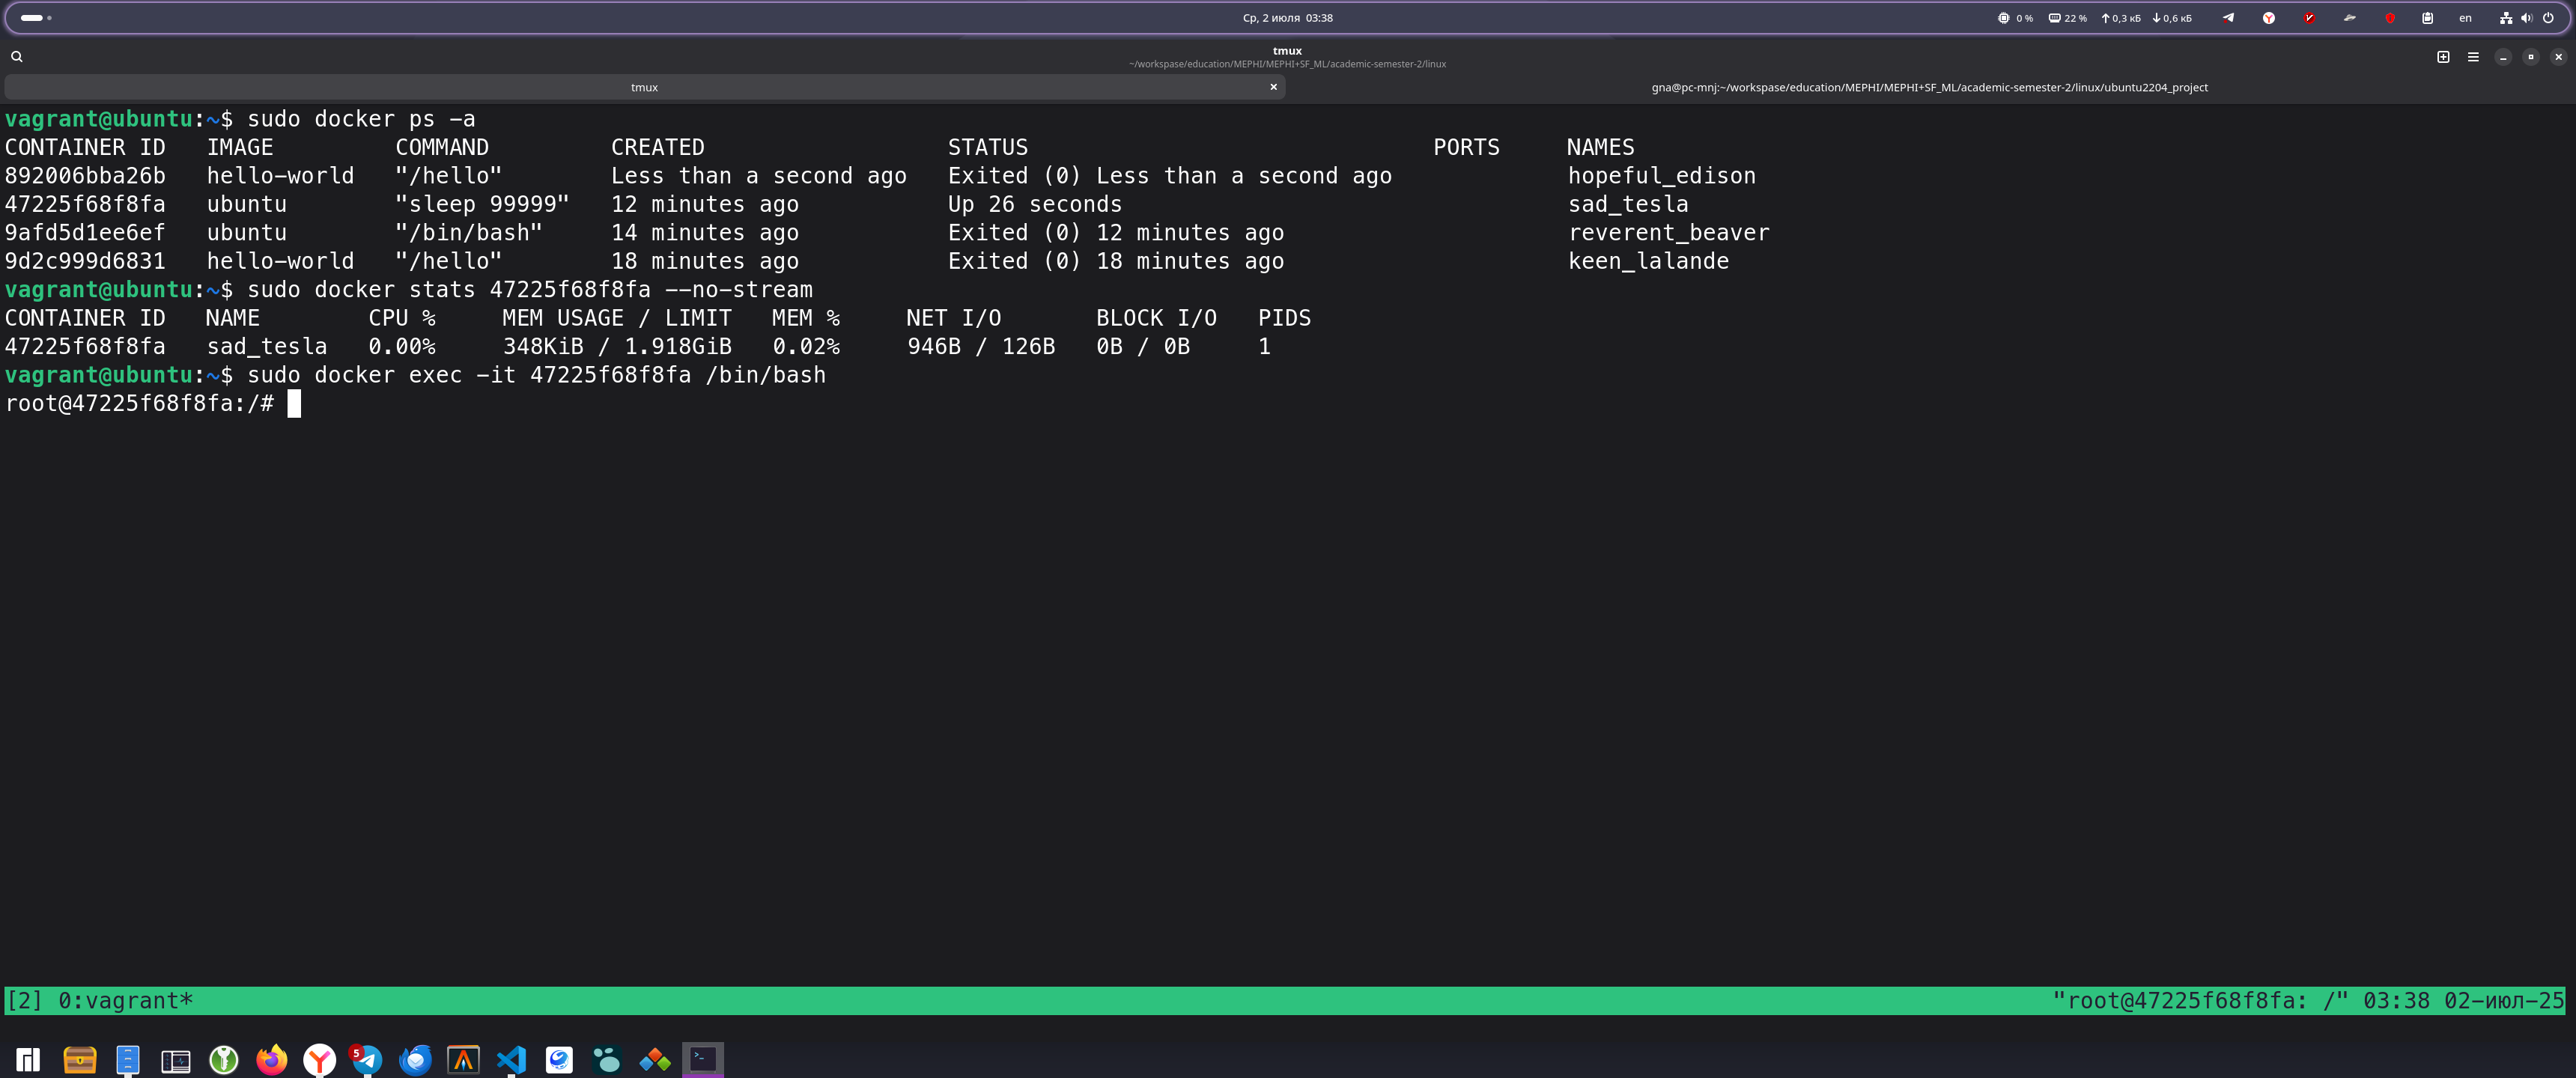 Ср, 2 июля 03:38
0 % 22 % 0,3 кБ 0,6 кБ en
tmux
~/workspase/education/MEPHI/MEPHI+SF_ML/academic-semester-2/linux
tmux
gna@pc-mnj:~/workspase/education/MEPHI/MEPHI+SF_ML/academic-semester-2/linux/ubuntu2204_project
vagrant@ubuntu:~$ sudo docker ps -a
CONTAINER ID IMAGE COMMAND CREATED STATUS PORTS NAMES
892006bba26b hello-world "/hello" Less than a second ago Exited (0) Less than a second ago hopeful_edison
47225f68f8fa ubuntu "sleep 99999" 12 minutes ago Up 26 seconds sad_tesla
9afd5d1ee6ef ubuntu "/bin/bash" 14 minutes ago Exited (0) 12 minutes ago reverent_beaver
9d2c999d6831 hello-world "/hello" 18 minutes ago Exited (0) 18 minutes ago keen_lalande
vagrant@ubuntu:~$ sudo docker stats 47225f68f8fa --no-stream
CONTAINER ID NAME CPU % MEM USAGE / LIMIT MEM % NET I/O BLOCK I/O PIDS
47225f68f8fa sad_tesla 0.00% 348KiB / 1.918GiB 0.02% 946B / 126B 0B / 0B 1
vagrant@ubuntu:~$ sudo docker exec -it 47225f68f8fa /bin/bash
root@47225f68f8fa:/#
[2] 0:vagrant* "root@47225f68f8fa: /" 03:38 02-июл-25
5